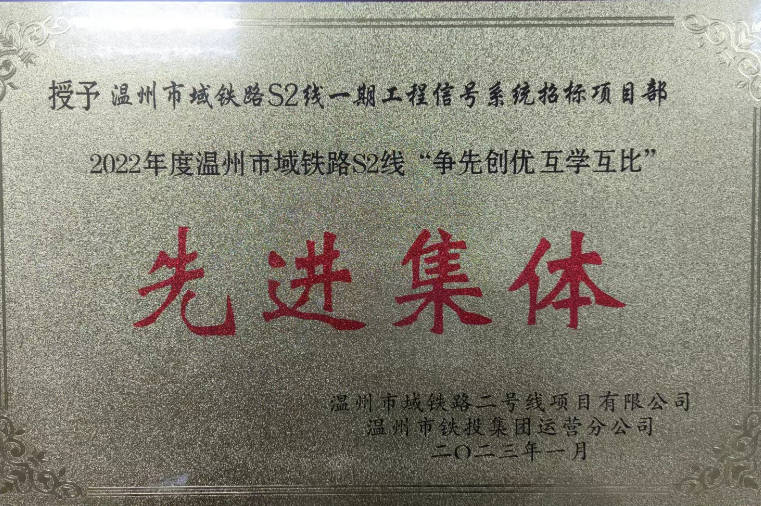 授予 温州市域铁路S2线一期工程信号系统招标项目部
2022年度温州市域铁路S2线“争先创优 互学互比”
先进集体
温州市域铁路二号线项目有限公司
温州市铁投集团运营分公司
二〇二三年一月